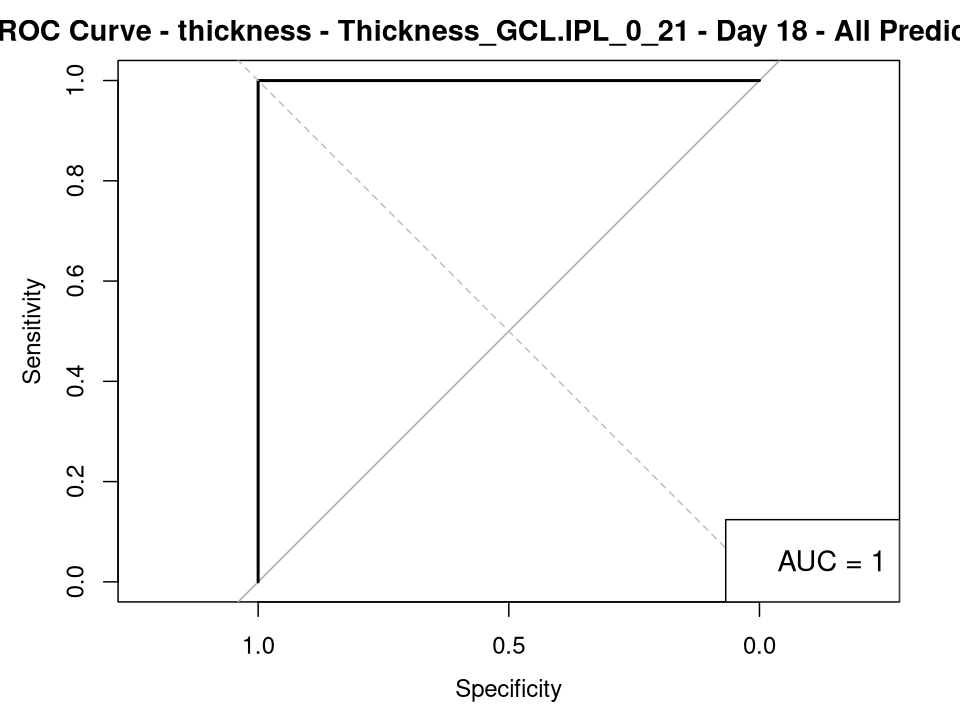 ROC Curve - thickness - Thickness_GCL.IPL_0_21 - Day 18 - All Predic
1.0
0.8
0.6
0.4
0.2
0.0
Sensitivity
AUC = 1
1.0 0.5 0.0
Specificity